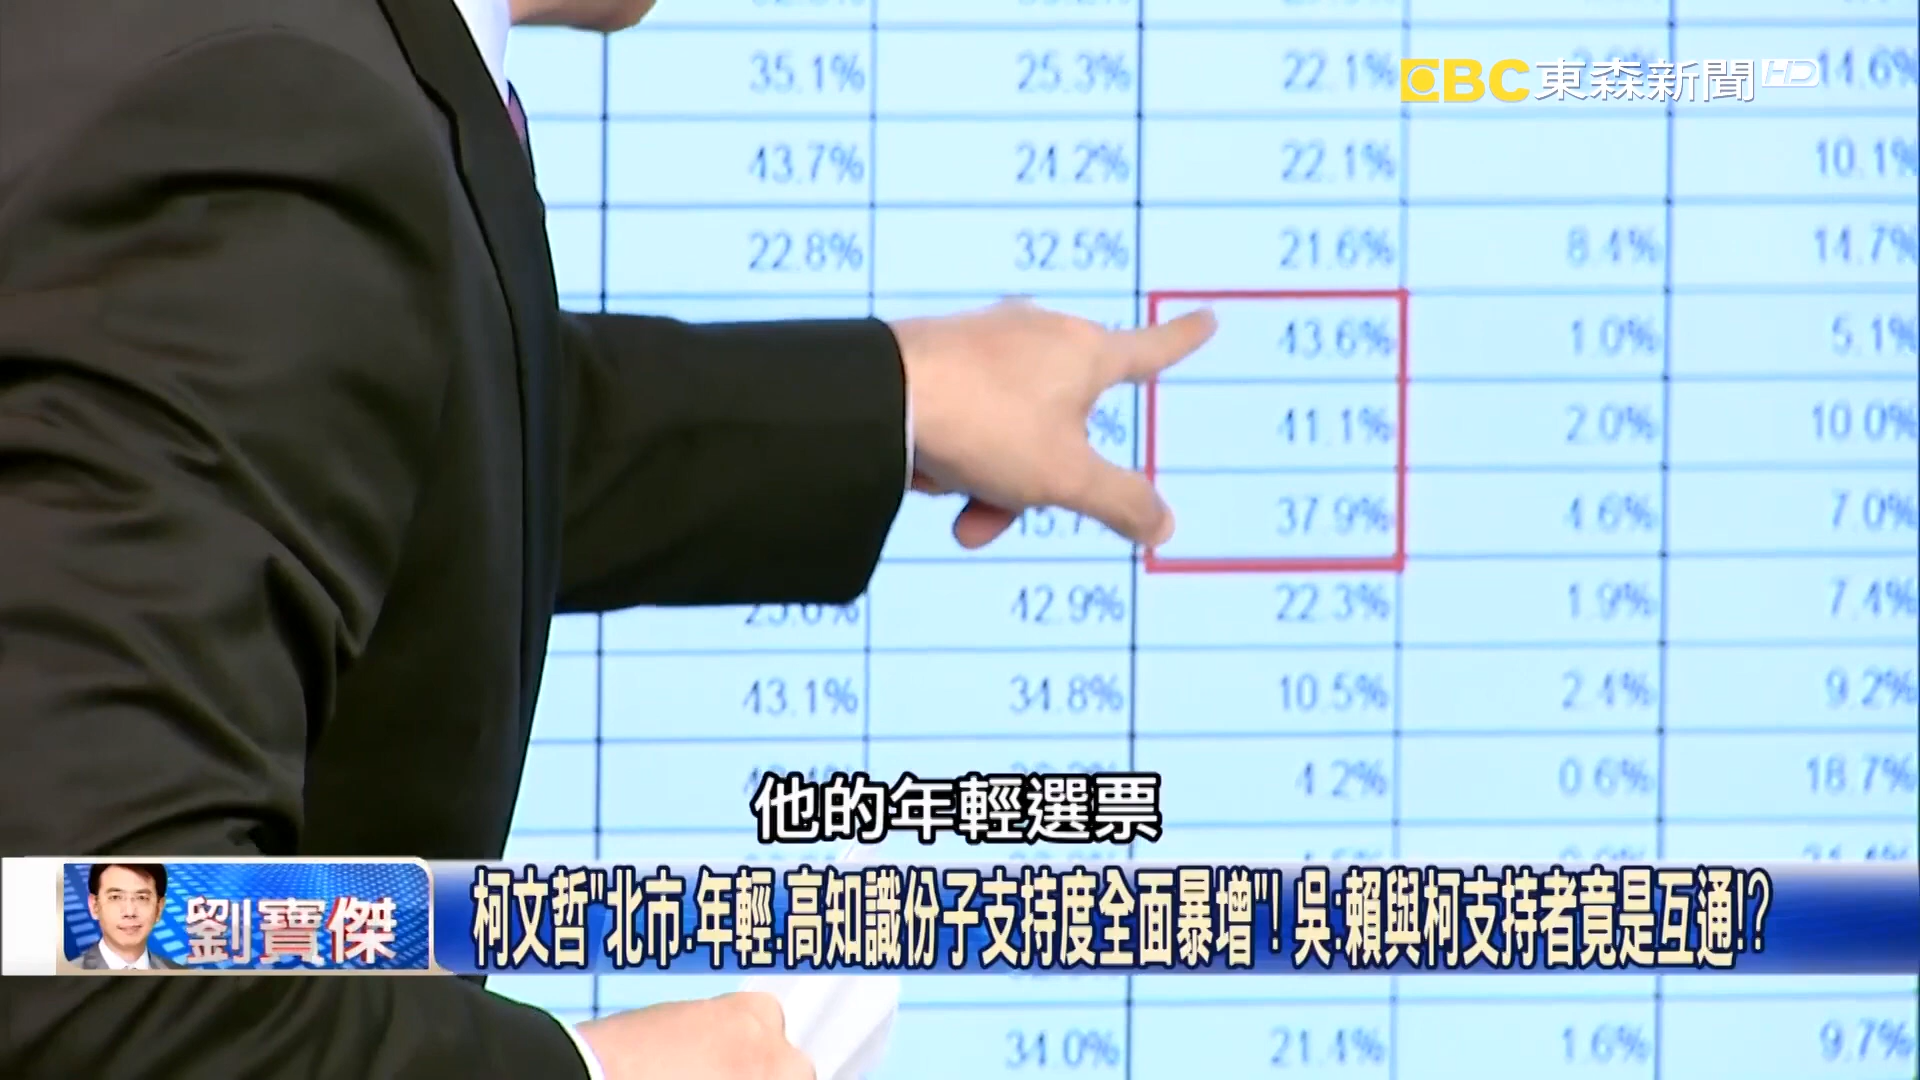 35.1% 25.3% 22.1% 14.6%
EBC 東森新聞 HD
43.7% 24.2% 22.1% 10.1%
22.8% 32.5% 21.6% 8.4% 14.7%
43.6% 1.0% 5.1%
41.1% 2.0% 10.0%
37.9% 4.6% 7.0%
42.9% 22.3% 1.9% 7.4%
43.1% 34.8% 10.5% 2.4% 9.2%
4.2% 0.6% 18.7%
他的年輕選票
劉寶傑
柯文哲"北市.年輕.高知識份子支持度全面暴增"! 吳:賴與柯支持者竟是互通!?
34.0% 21.4% 1.6% 9.7%